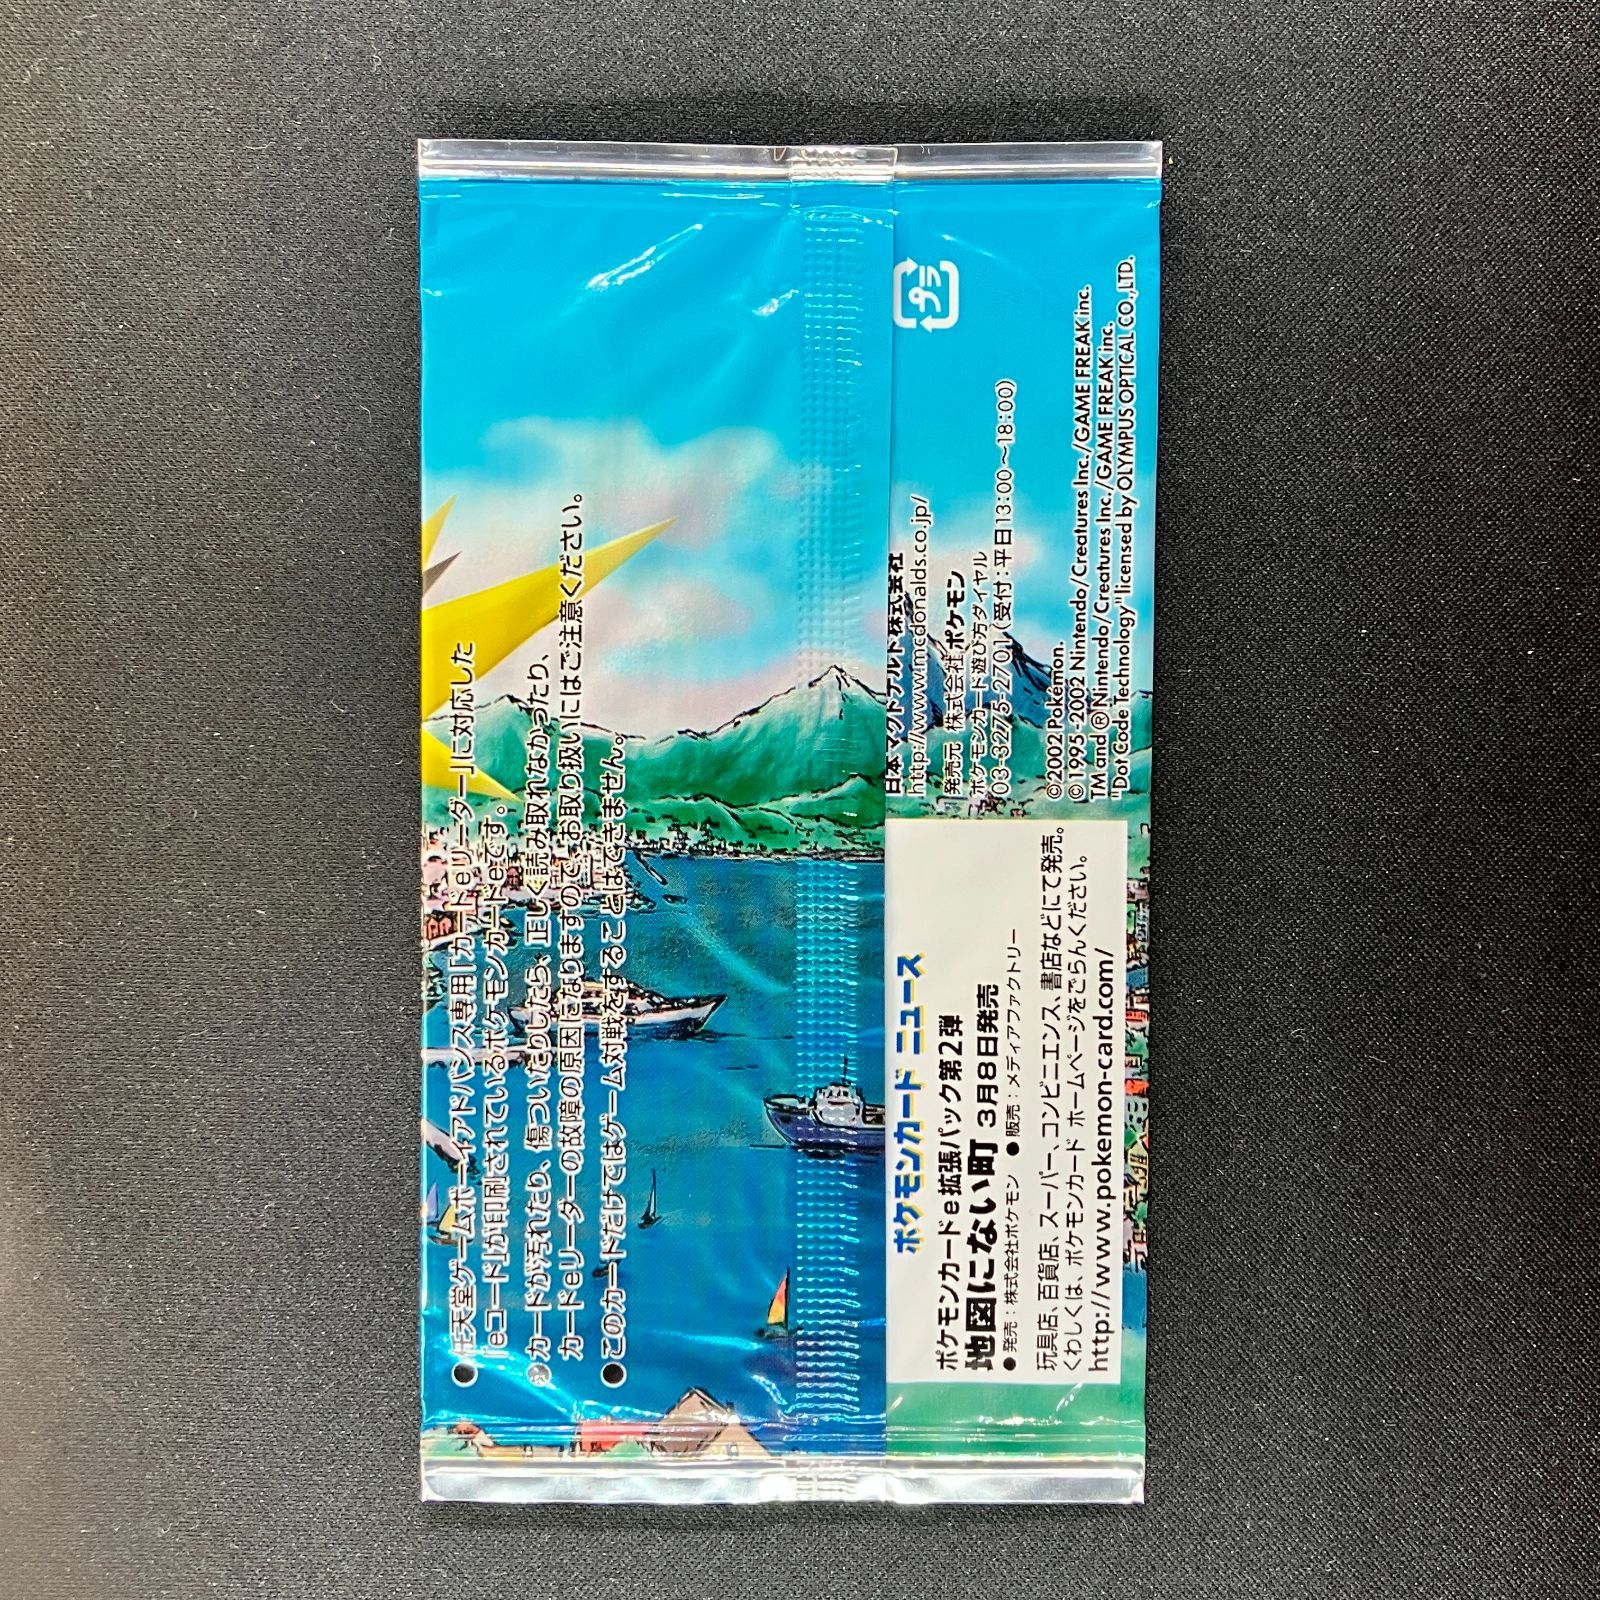 ●任天堂ゲームボーイアドバンス専用「カードeリーダー」に対応した
「eコード」が印刷されているポケモンカードeです。
●カードが汚れたり、傷ついたりしたら、正しく読み取れなかったり、
カードeリーダーの故障の原因になりますので、お取り扱いにはご注意ください。
●このカードだけではゲーム対戦をすることはできません。
日本マクドナルド株式会社
http://www.mcdonalds.co.jp/
発売元 株式会社ポケモン
ポケモンカード遊び方ダイヤル
03-3275-2701（受付：平日13:00～18:00）
プラ
©2002 Pokémon.
©1995-2002 Nintendo/Creatures Inc./GAME FREAK inc.
TM and ® Nintendo/Creatures Inc./GAME FREAK inc.
"Dot Code Technology" licensed by OLYMPUS OPTICAL CO.,LTD.
ポケモンカード ニュース
ポケモンカードe拡張パック第2弾
地図にない町 3月8日発売
●発売：株式会社ポケモン ●販売：メディアファクトリー
玩具店、百貨店、スーパー、コンビニエンス、書店などにて発売。
くわしくは、ポケモンカード ホームページをごらんください。
http://www.pokemon-card.com/